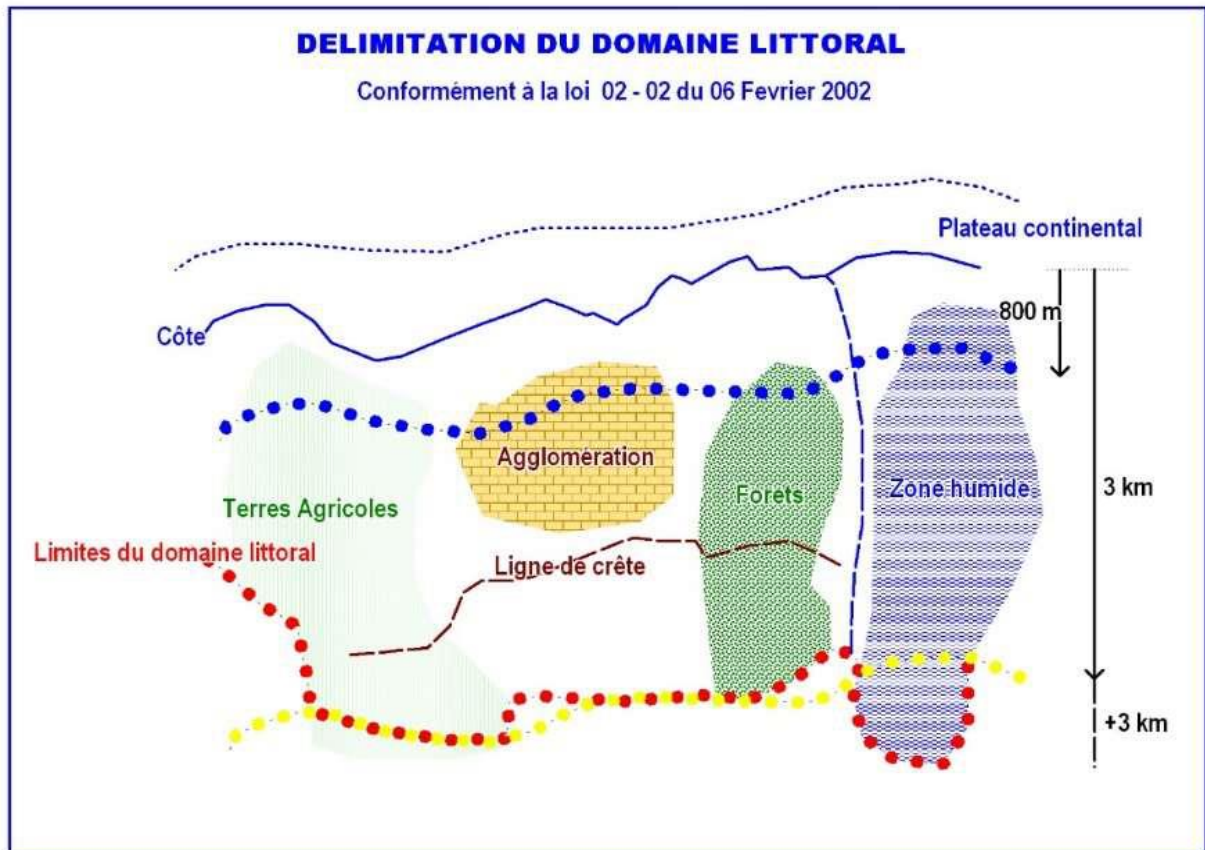 DELIMITATION DU DOMAINE LITTORAL
Conformément à la loi 02 - 02 du 06 Fevrier 2002
Plateau continental
800 m
Côte
Agglomération
Forets
Zone humide
3 km
Terres Agricoles
Limites du domaine littoral
Ligne de crête
+3 km